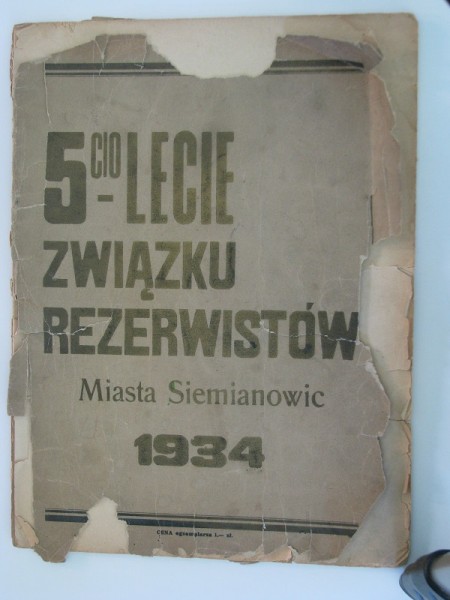 5cio-LECIE
ZWIĄZKU
REZERWISTÓW
Miasta Siemianowic
1934
CENA egzemplarza 1.— zł.